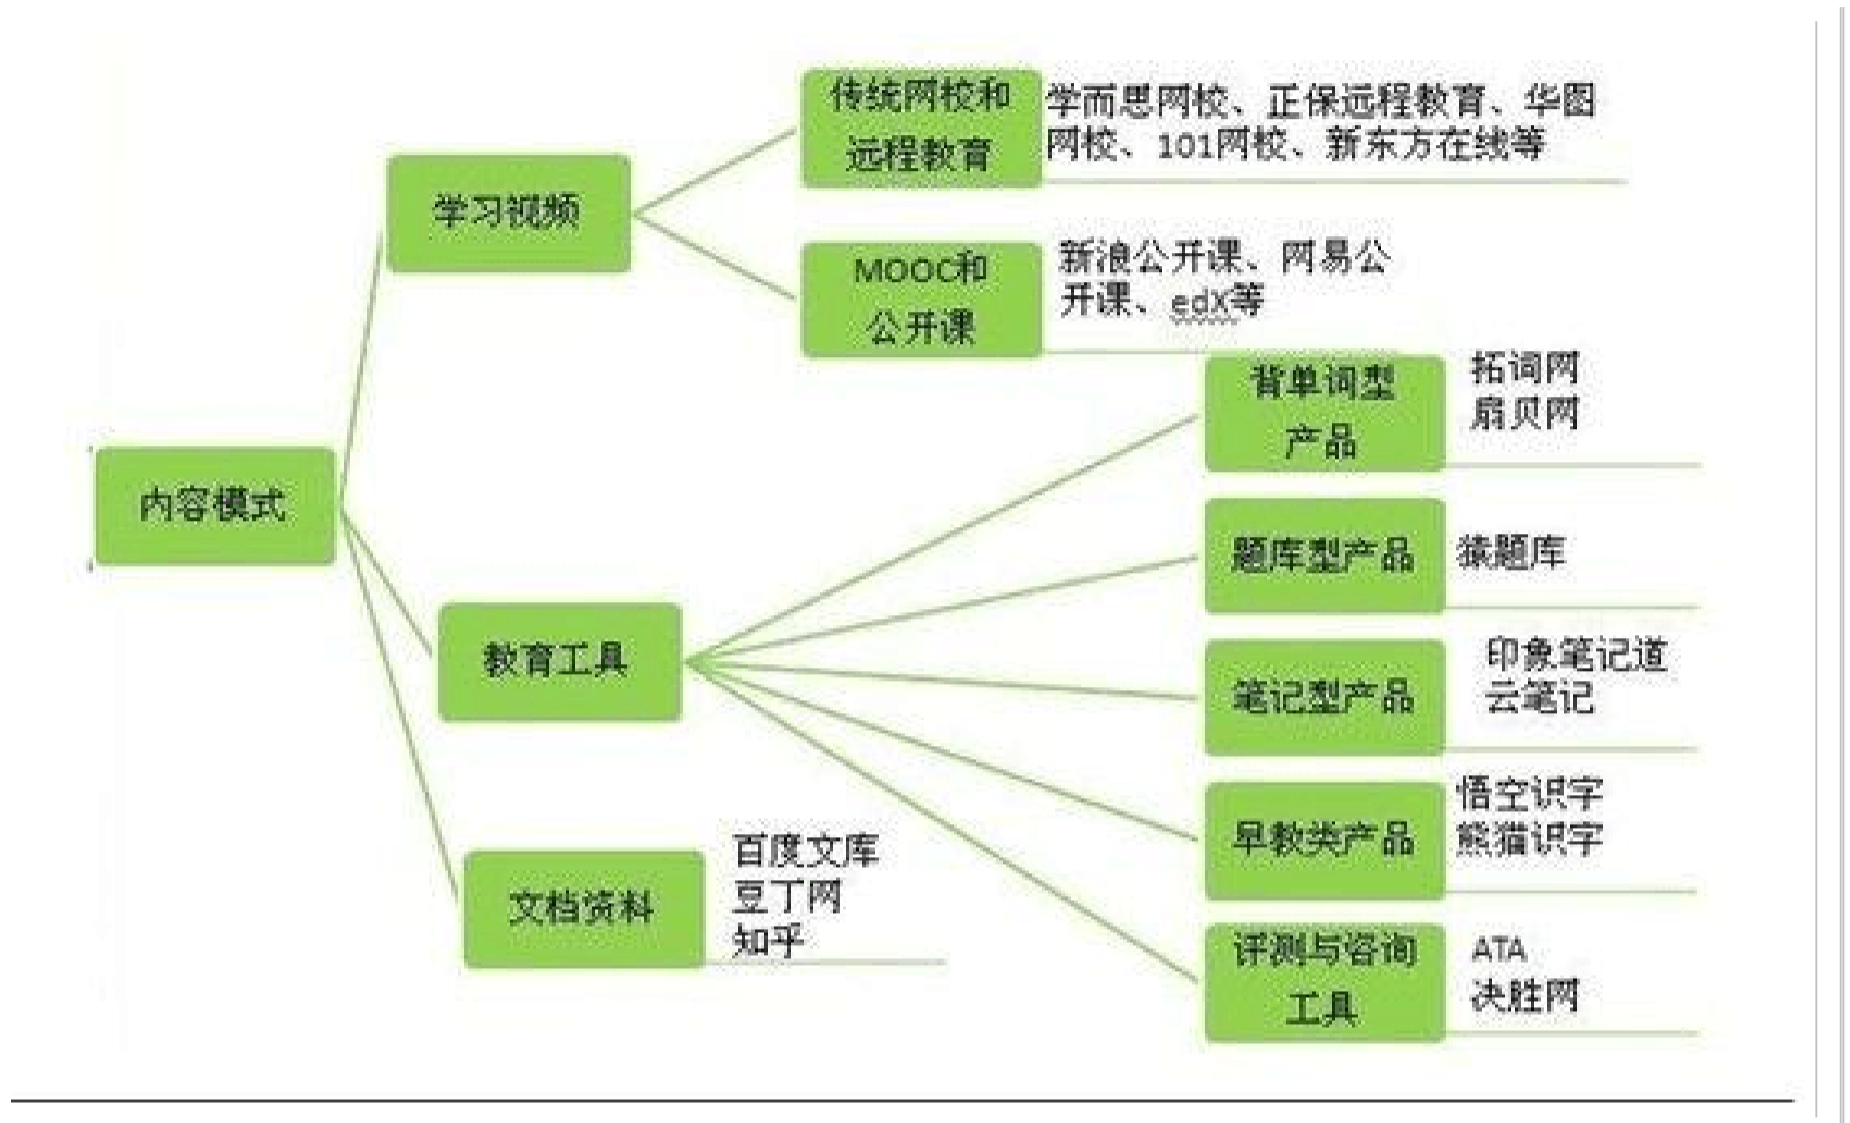 内容模式
学习视频
传统网校和
远程教育
学而思网校、正保远程教育、华图
网校、101网校、新东方在线等
MOOC和
公开课
新浪公开课、网易公
开课、edX等
教育工具
背单词型
产品
拓词网
扇贝网
题库型产品
猿题库
笔记型产品
印象笔记道
云笔记
早教类产品
悟空识字
熊猫识字
评测与咨询
工具
ATA
决胜网
文档资料
百度文库
豆丁网
知乎